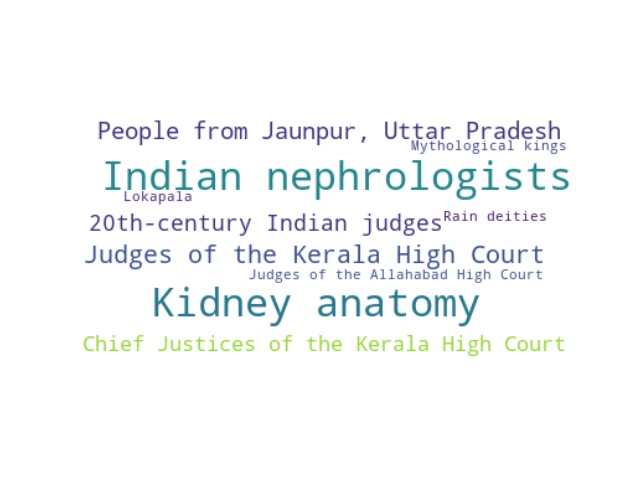 People from Jaunpur, Uttar Pradesh
Mythological kings
Indian nephrologists
Lokapala
Rain deities
20th-century Indian judges
Judges of the Kerala High Court
Judges of the Allahabad High Court
Kidney anatomy
Chief Justices of the Kerala High Court